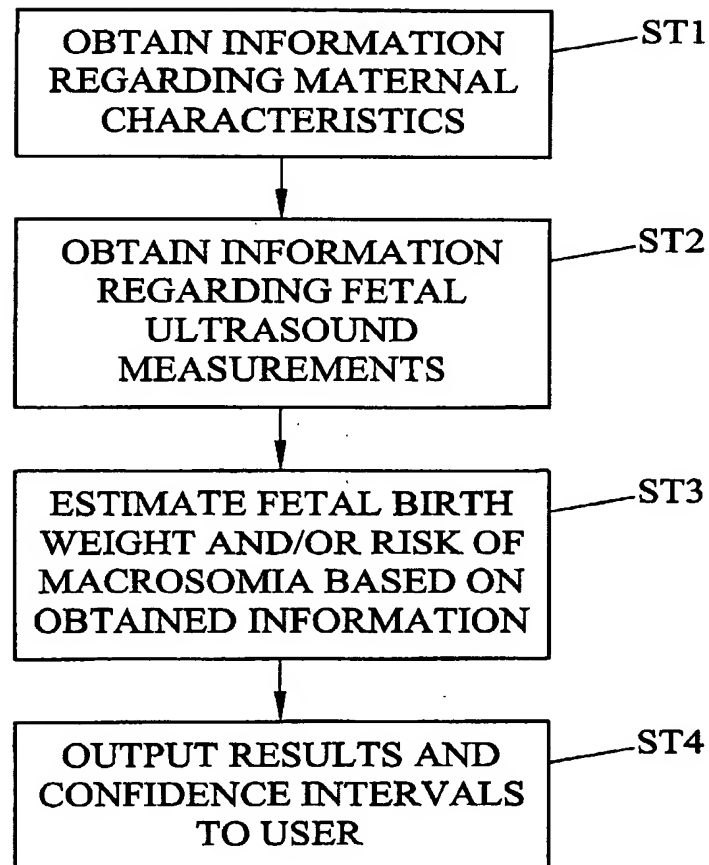 OBTAIN INFORMATION
REGARDING MATERNAL
CHARACTERISTICS
ST1
OBTAIN INFORMATION
REGARDING FETAL
ULTRASOUND
MEASUREMENTS
ST2
ESTIMATE FETAL BIRTH
WEIGHT AND/OR RISK OF
MACROSOMIA BASED ON
OBTAINED INFORMATION
ST3
OUTPUT RESULTS AND
CONFIDENCE INTERVALS
TO USER
ST4